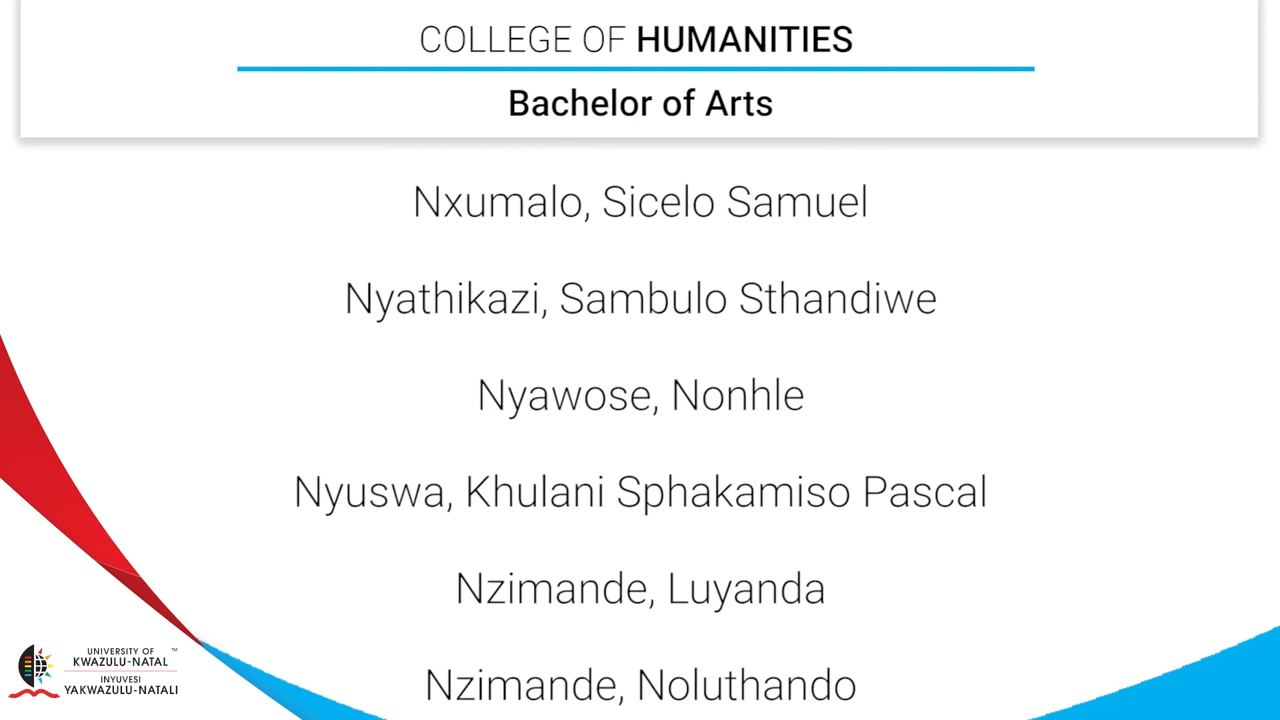 COLLEGE OF HUMANITIES
Bachelor of Arts
Nxumalo, Sicelo Samuel
Nyathikazi, Sambulo Sthandiwe
Nyawose, Nonhle
Nyuswa, Khulani Sphakamiso Pascal
Nzimande, Luyanda
Nzimande, Noluthando
UNIVERSITY OF ™
KWAZULU-NATAL
INYUVESI
YAKWAZULU-NATALI